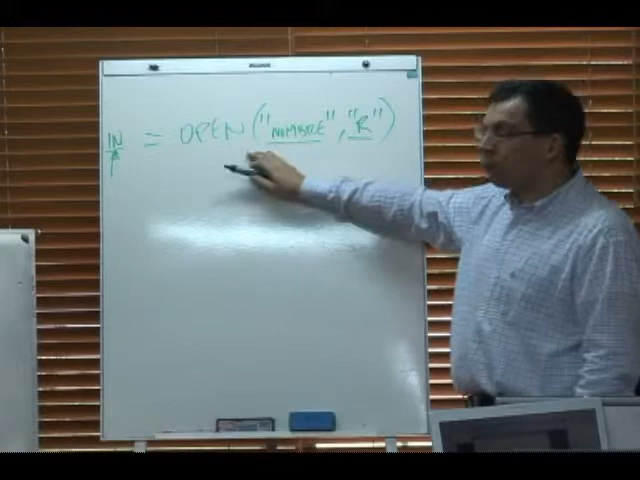 IN = OPEN ("NOMBRE", "R")